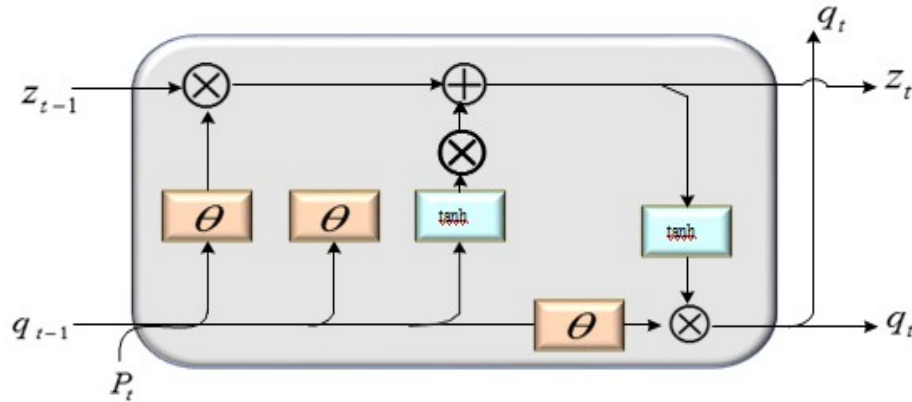 q_t
z_{t-1}
z_t
θ
θ
tanh
tanh
q_{t-1}
θ
q_t
P_t